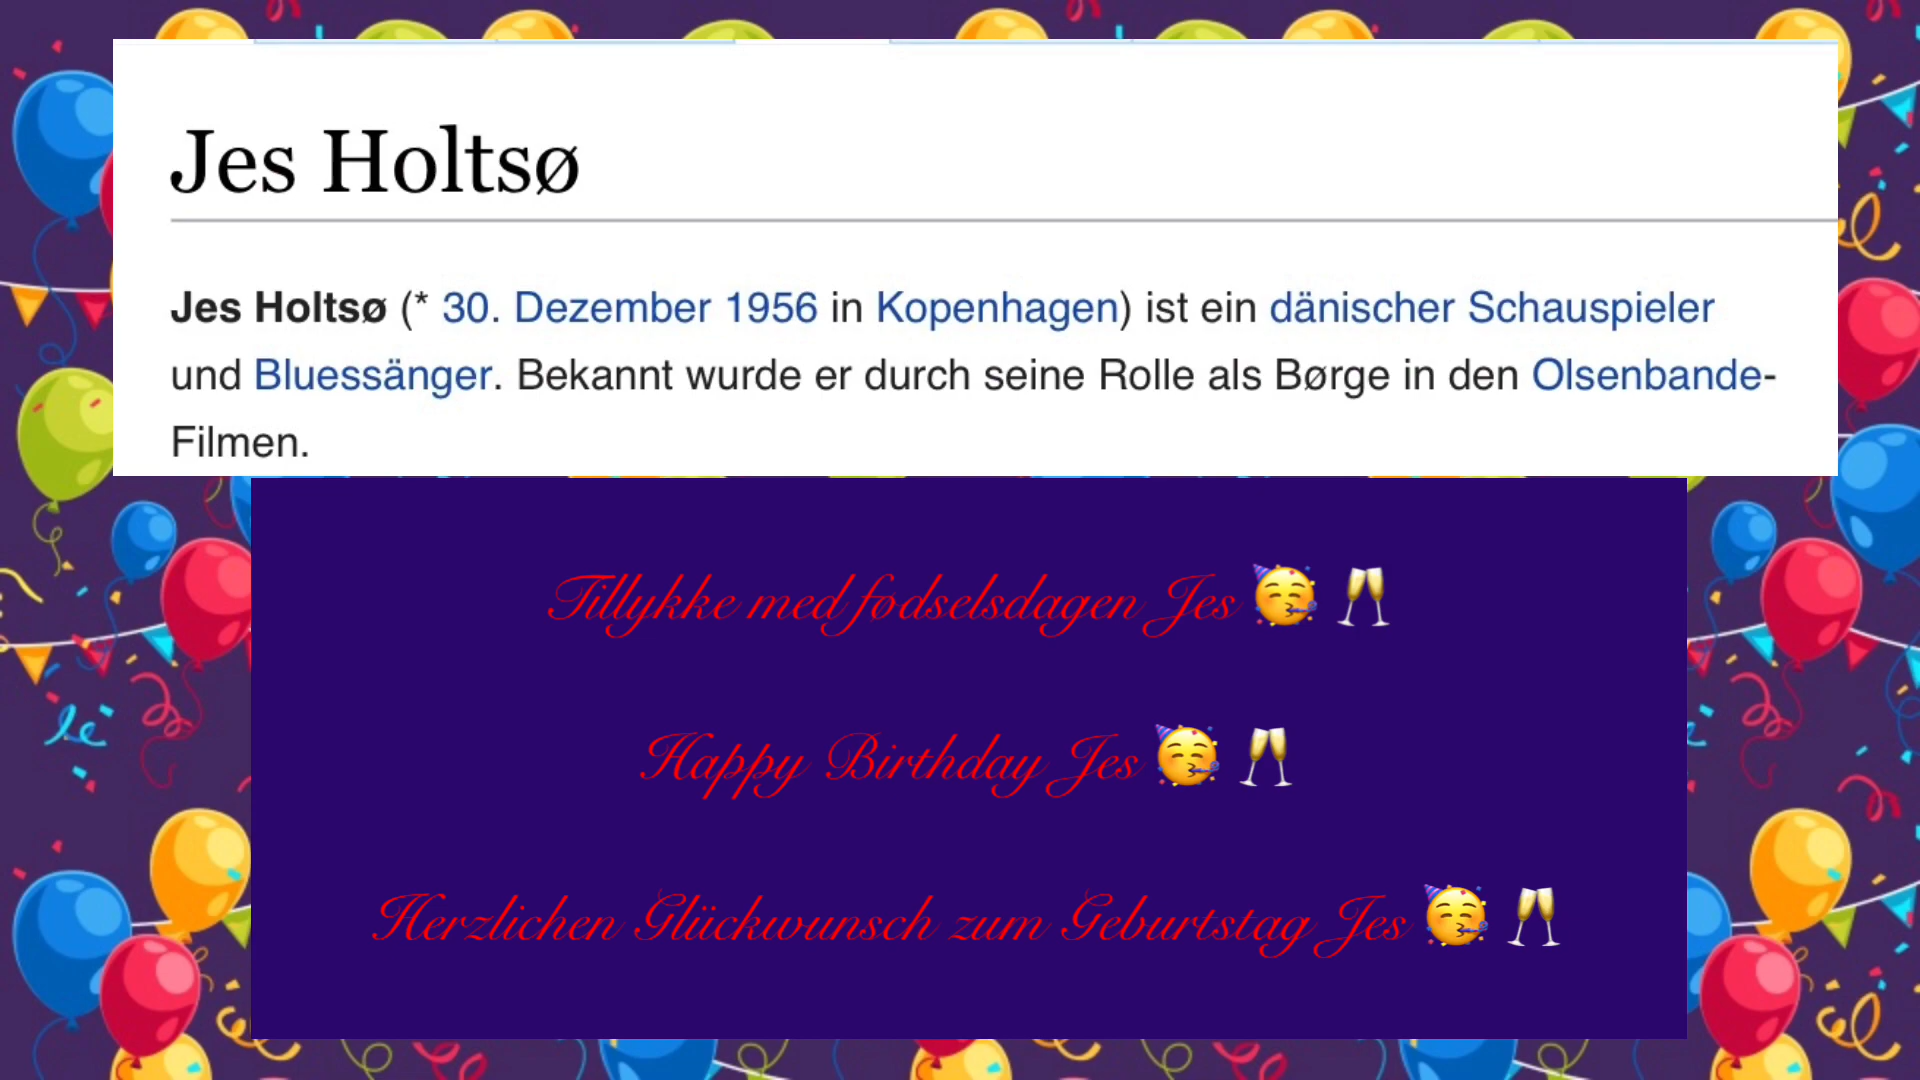 Jes Holtsø
Jes Holtsø (* 30. Dezember 1956 in Kopenhagen) ist ein dänischer Schauspieler
und Bluessänger. Bekannt wurde er durch seine Rolle als Børge in den Olsenbande-
Filmen.
Tillykke med fødselsdagen Jes 🥳 🥂
Happy Birthday Jes 🥳 🥂
Herzlichen Glückwunsch zum Geburtstag Jes 🥳 🥂